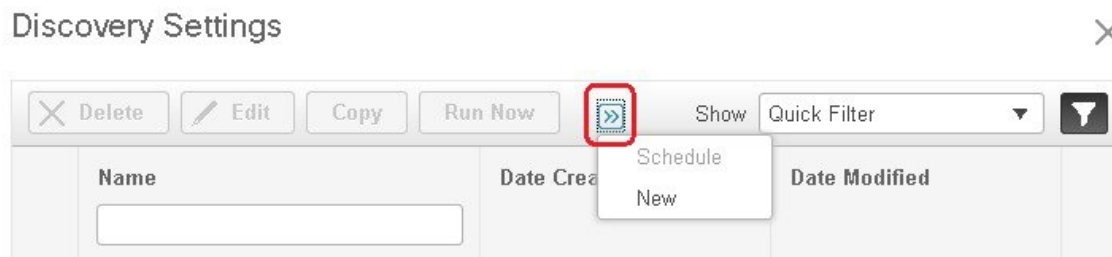 Discovery Settings
Delete Edit Copy Run Now Show Quick Filter
Schedule
Name Date Crea Date Modified
New